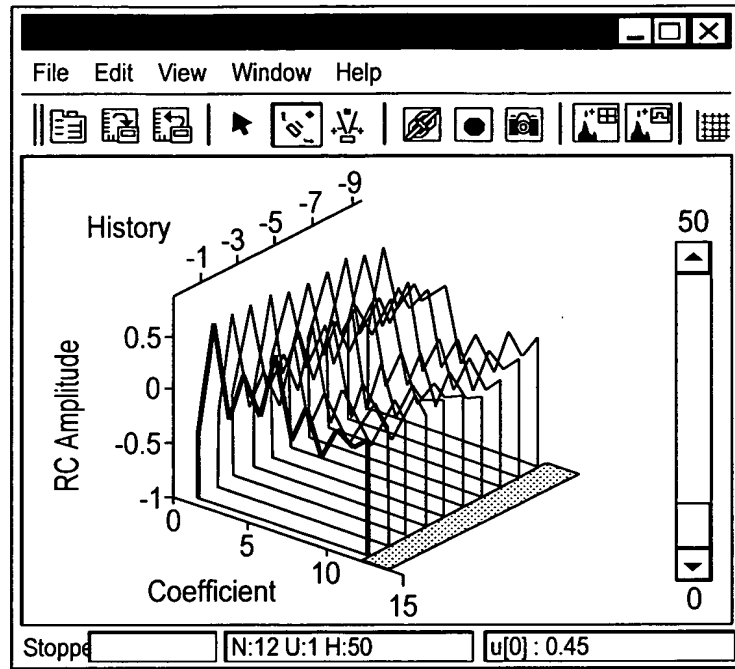 File Edit View Window Help
History
-1 -3 -5 -7 -9
50
0.5
0
-0.5
-1
RC Amplitude
0 5 10 15
Coefficient
0
Stoppe N:12 U:1 H:50 u[0] : 0.45